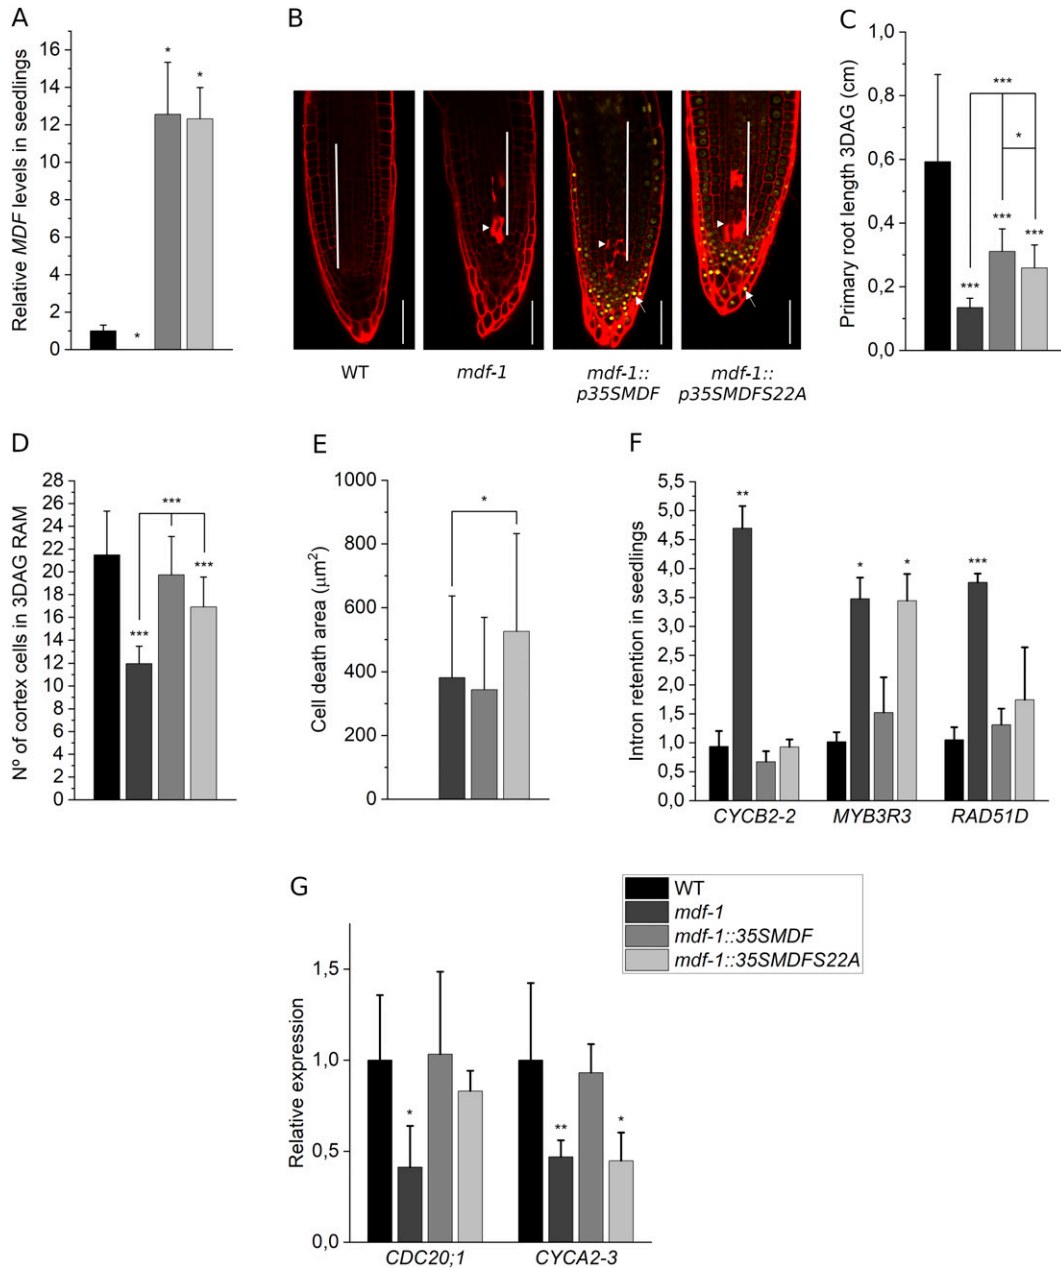 A
Relative MDF levels in seedlings
16
14
12
10
8
6
4
2
0
*
*
*
B
WT
mdf-1
mdf-1::
p35SMDF
mdf-1::
p35SMDFS22A
C
Primary root length 3DAG (cm)
1,0
0,8
0,6
0,4
0,2
0,0
***
*
***
***
***
D
Nº of cortex cells in 3DAG RAM
28
26
24
22
20
18
16
14
12
10
8
6
4
2
0
***
***
***
E
Cell death area (µm²)
1000
800
600
400
200
0
*
F
Intron retention in seedlings
5,5
5,0
4,5
4,0
3,5
3,0
2,5
2,0
1,5
1,0
0,5
0,0
**
*
*
***
CYCB2-2
MYB3R3
RAD51D
G
Relative expression
1,5
1,0
0,5
0,0
*
**
*
CDC20;1
CYCA2-3
WT
mdf-1
mdf-1::35SMDF
mdf-1::35SMDFS22A